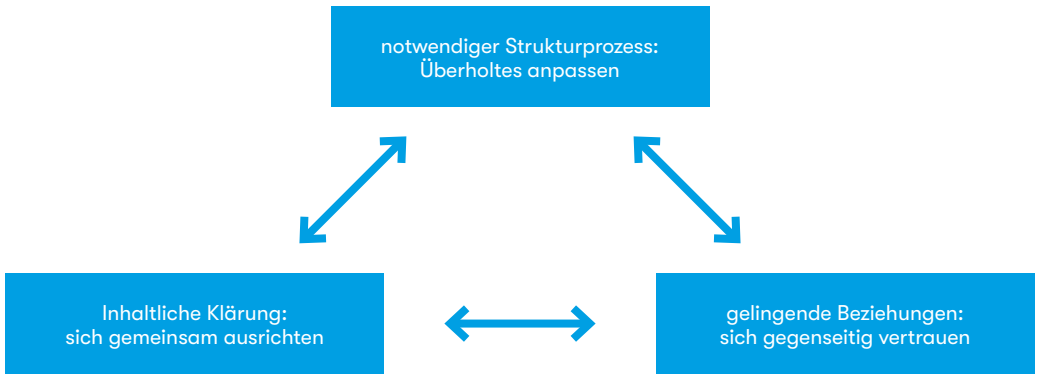 notwendiger Strukturprozess:
Überholtes anpassen
Inhaltliche Klärung:
sich gemeinsam ausrichten
gelingende Beziehungen:
sich gegenseitig vertrauen